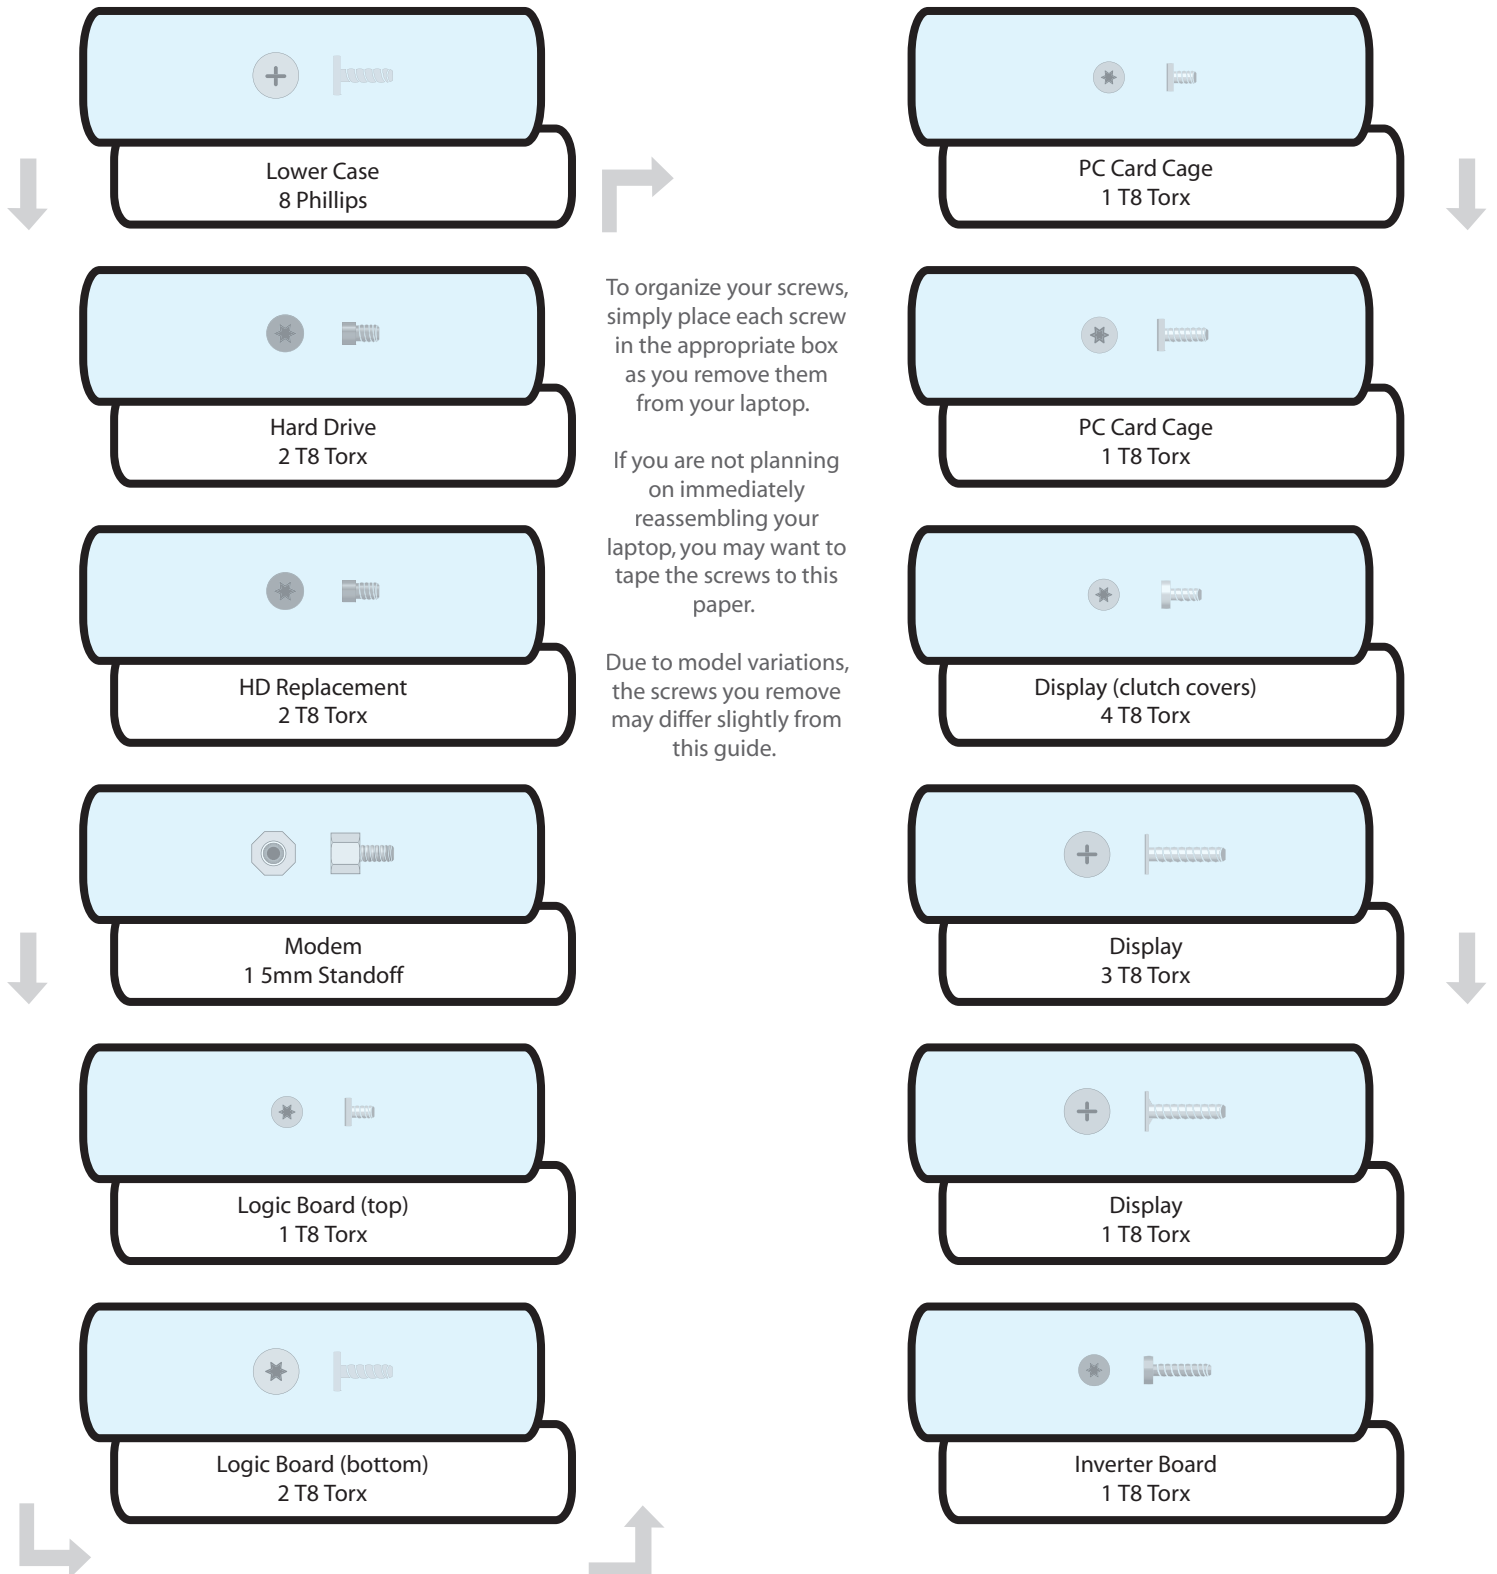 Lower Case
8 Phillips
Hard Drive
2 T8 Torx
HD Replacement
2 T8 Torx
Modem
1 5mm Standoff
Logic Board (top)
1 T8 Torx
Logic Board (bottom)
2 T8 Torx
To organize your screws,
simply place each screw
in the appropriate box
as you remove them
from your laptop.
If you are not planning
on immediately
reassembling your
laptop, you may want to
tape the screws to this
paper.
Due to model variations,
the screws you remove
may differ slightly from
this guide.
PC Card Cage
1 T8 Torx
PC Card Cage
1 T8 Torx
Display (clutch covers)
4 T8 Torx
Display
3 T8 Torx
Display
1 T8 Torx
Inverter Board
1 T8 Torx